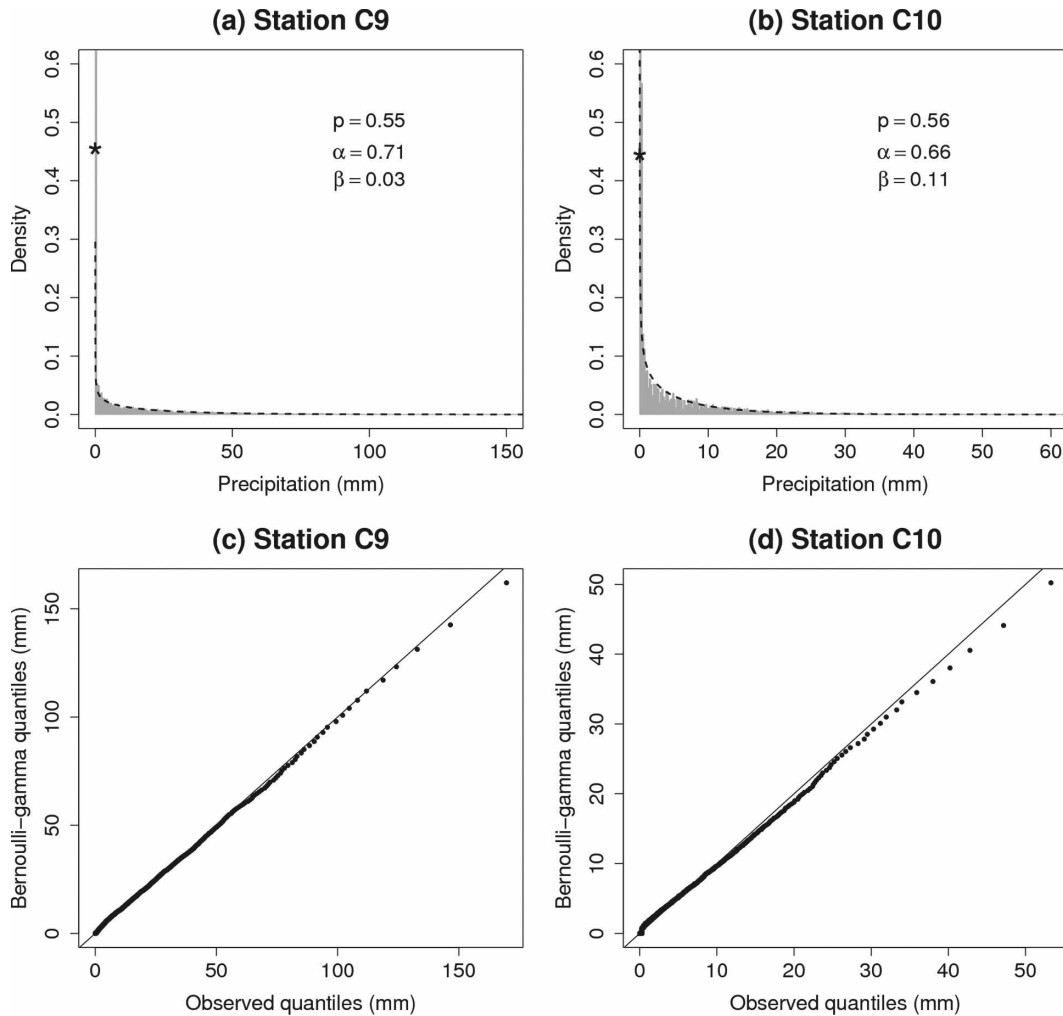 (a) Station C9
0.6
0.5
0.4
0.3
0.2
0.1
0.0
Density
p = 0.55
α = 0.71
β = 0.03
*
0
50
100
150
Precipitation (mm)
(b) Station C10
0.6
0.5
0.4
0.3
0.2
0.1
0.0
Density
p = 0.56
α = 0.66
β = 0.11
*
0
10
20
30
40
50
60
Precipitation (mm)
(c) Station C9
150
100
50
0
Bernoulli−gamma quantiles (mm)
0
50
100
150
Observed quantiles (mm)
(d) Station C10
50
40
30
20
10
0
Bernoulli−gamma quantiles (mm)
0
10
20
30
40
50
Observed quantiles (mm)